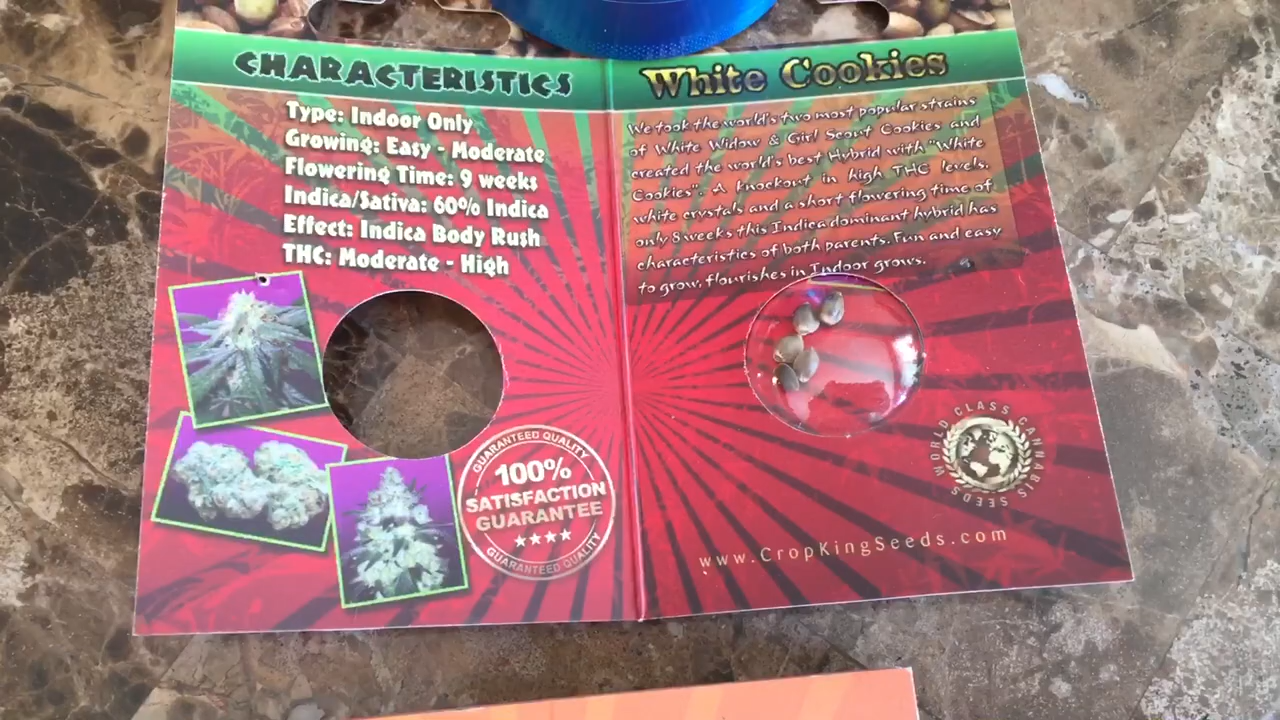 CHARACTERISTICS
Type: Indoor Only
Growing: Easy - Moderate
Flowering Time: 9 weeks
Indica/Sativa: 60% Indica
Effect: Indica Body Rush
THC: Moderate - High
GUARANTEED QUALITY
100%
SATISFACTION
GUARANTEE
GUARANTEED QUALITY
White Cookies
We took the world's two most popular strains
of White Widow & Girl Scout Cookies and
created the world's best Hybrid with "White
Cookies". A knockout in high THC levels,
white crystals and a short flowering time of
only 8 weeks this Indica dominant hybrid has
characteristics of both parents. Fun and easy
to grow, flourishes in Indoor grows.
WORLD CLASS CANNABIS SEEDS
www.CropKingSeeds.com